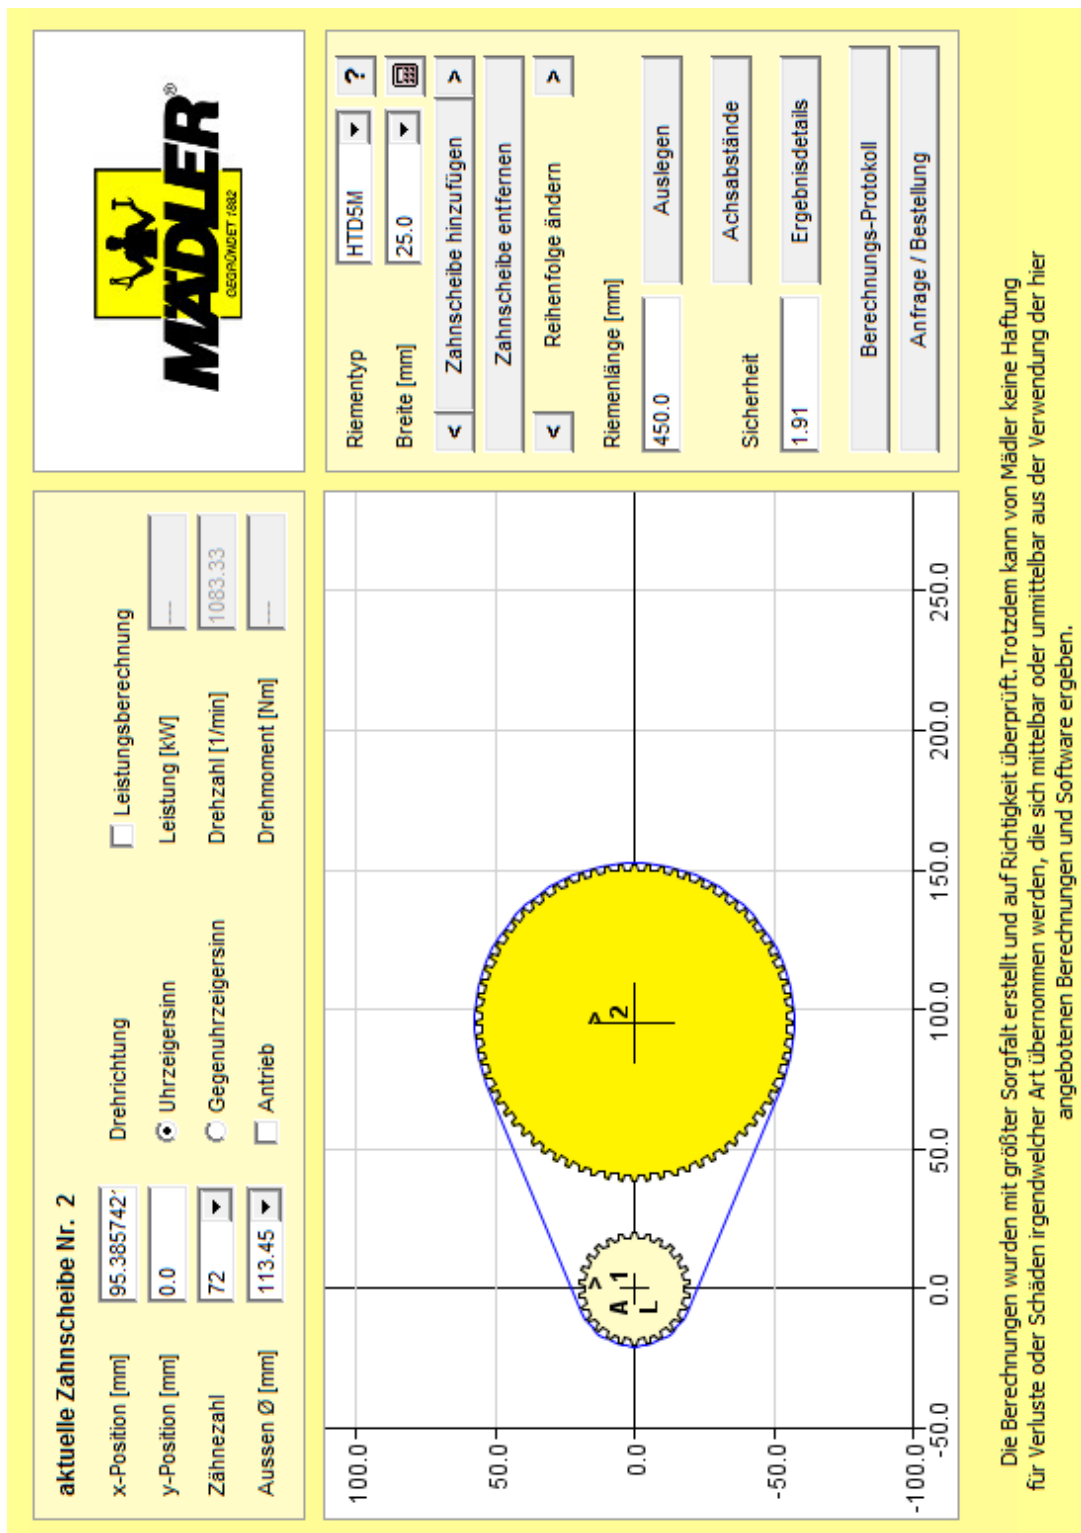 aktuelle Zahnscheibe Nr. 2
x-Position [mm] 95.385742
Drehrichtung
Leistungsberechnung
y-Position [mm] 0.0
Uhrzeigersinn
Leistung [kW] ---
Zähnezahl 72
Gegenuhrzeigersinn
Drehzahl [1/min] 1083.33
Aussen Ø [mm] 113.45
Antrieb
Drehmoment [Nm] ---
MÄDLER®
GEGRÜNDET 1882
100.0
50.0
0.0
-50.0
-100.0
-50.0 0.0 50.0 100.0 150.0 200.0 250.0
A 1
L
>
2
>
Riementyp HTD5M ?
Breite [mm] 25.0
< Zahnscheibe hinzufügen >
Zahnscheibe entfernen
< Reihenfolge ändern >
Riemenlänge [mm]
450.0 Auslegen
Achsabstände
Sicherheit
1.91 Ergebnisdetails
Berechnungs-Protokoll
Anfrage / Bestellung
Die Berechnungen wurden mit größter Sorgfalt erstellt und auf Richtigkeit überprüft. Trotzdem kann von Mädler keine Haftung
für Verluste oder Schäden irgendwelcher Art übernommen werden, die sich mittelbar oder unmittelbar aus der Verwendung der hier
angebotenen Berechnungen und Software ergeben.